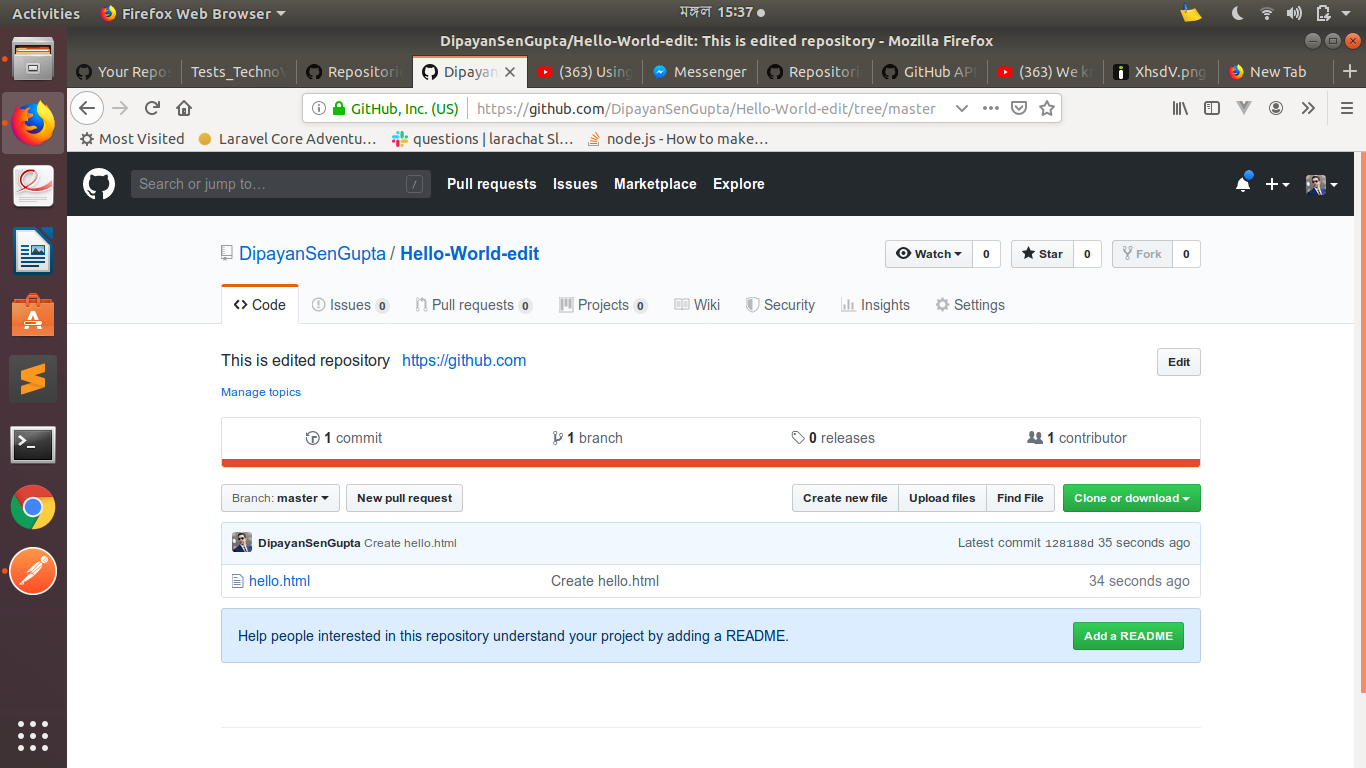 Activities Firefox Web Browser মঙ্গল 15:37
DipayanSenGupta/Hello-World-edit: This is edited repository - Mozilla Firefox
Your Repo Tests_Techno Repositori Dipayan (363) Using Messenger Repositori GitHub AP (363) We k XhsdV.png New Tab
GitHub, Inc. (US) https://github.com/DipayanSenGupta/Hello-World-edit/tree/master
Most Visited Laravel Core Adventu… questions | larachat Sl… node.js - How to make…
Search or jump to… / Pull requests Issues Marketplace Explore
DipayanSenGupta / Hello-World-edit Watch 0 Star 0 Fork 0
Code Issues 0 Pull requests 0 Projects 0 Wiki Security Insights Settings
This is edited repository https://github.com Edit
Manage topics
1 commit 1 branch 0 releases 1 contributor
Branch: master New pull request Create new file Upload files Find File Clone or download
DipayanSenGupta Create hello.html Latest commit 128188d 35 seconds ago
hello.html Create hello.html 34 seconds ago
Help people interested in this repository understand your project by adding a README. Add a README